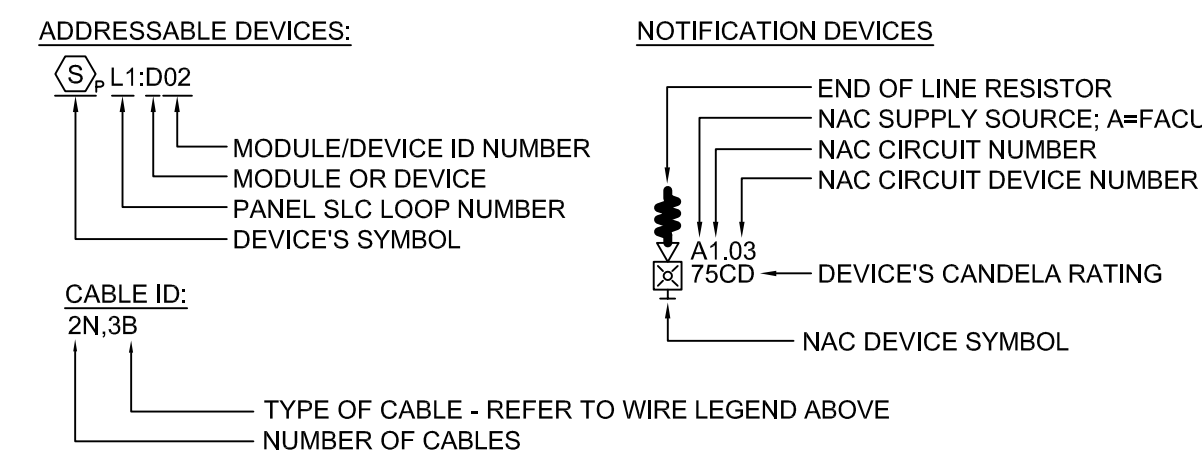 ADDRESSABLE DEVICES:
S P L1:D02
MODULE/DEVICE ID NUMBER
MODULE OR DEVICE
PANEL SLC LOOP NUMBER
DEVICE'S SYMBOL
CABLE ID:
2N,3B
TYPE OF CABLE - REFER TO WIRE LEGEND ABOVE
NUMBER OF CABLES
NOTIFICATION DEVICES
END OF LINE RESISTOR
NAC SUPPLY SOURCE; A=FACU
NAC CIRCUIT NUMBER
NAC CIRCUIT DEVICE NUMBER
A1.03
75CD DEVICE'S CANDELA RATING
NAC DEVICE SYMBOL